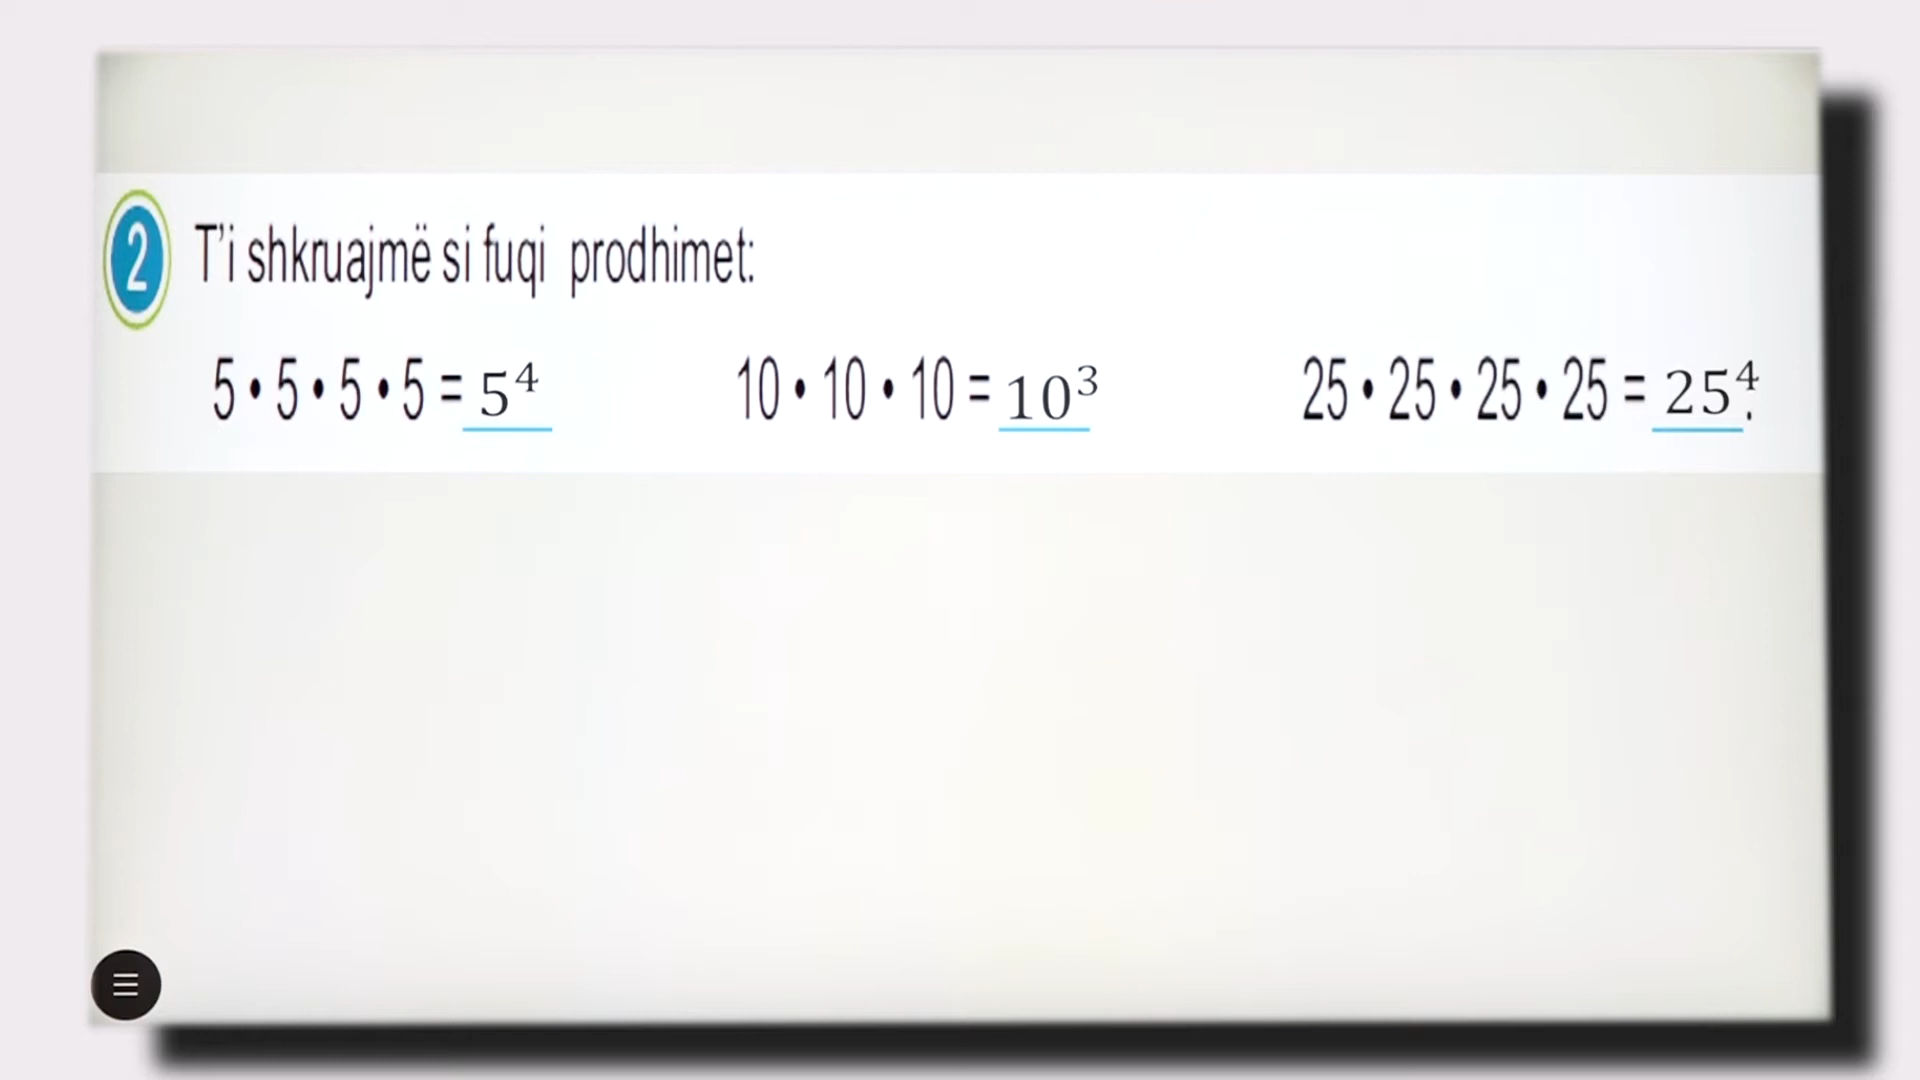 2 T’i shkruajmë si fuqi prodhimet:
5 • 5 • 5 • 5 = 5⁴ 10 • 10 • 10 = 10³ 25 • 25 • 25 • 25 = 25⁴.